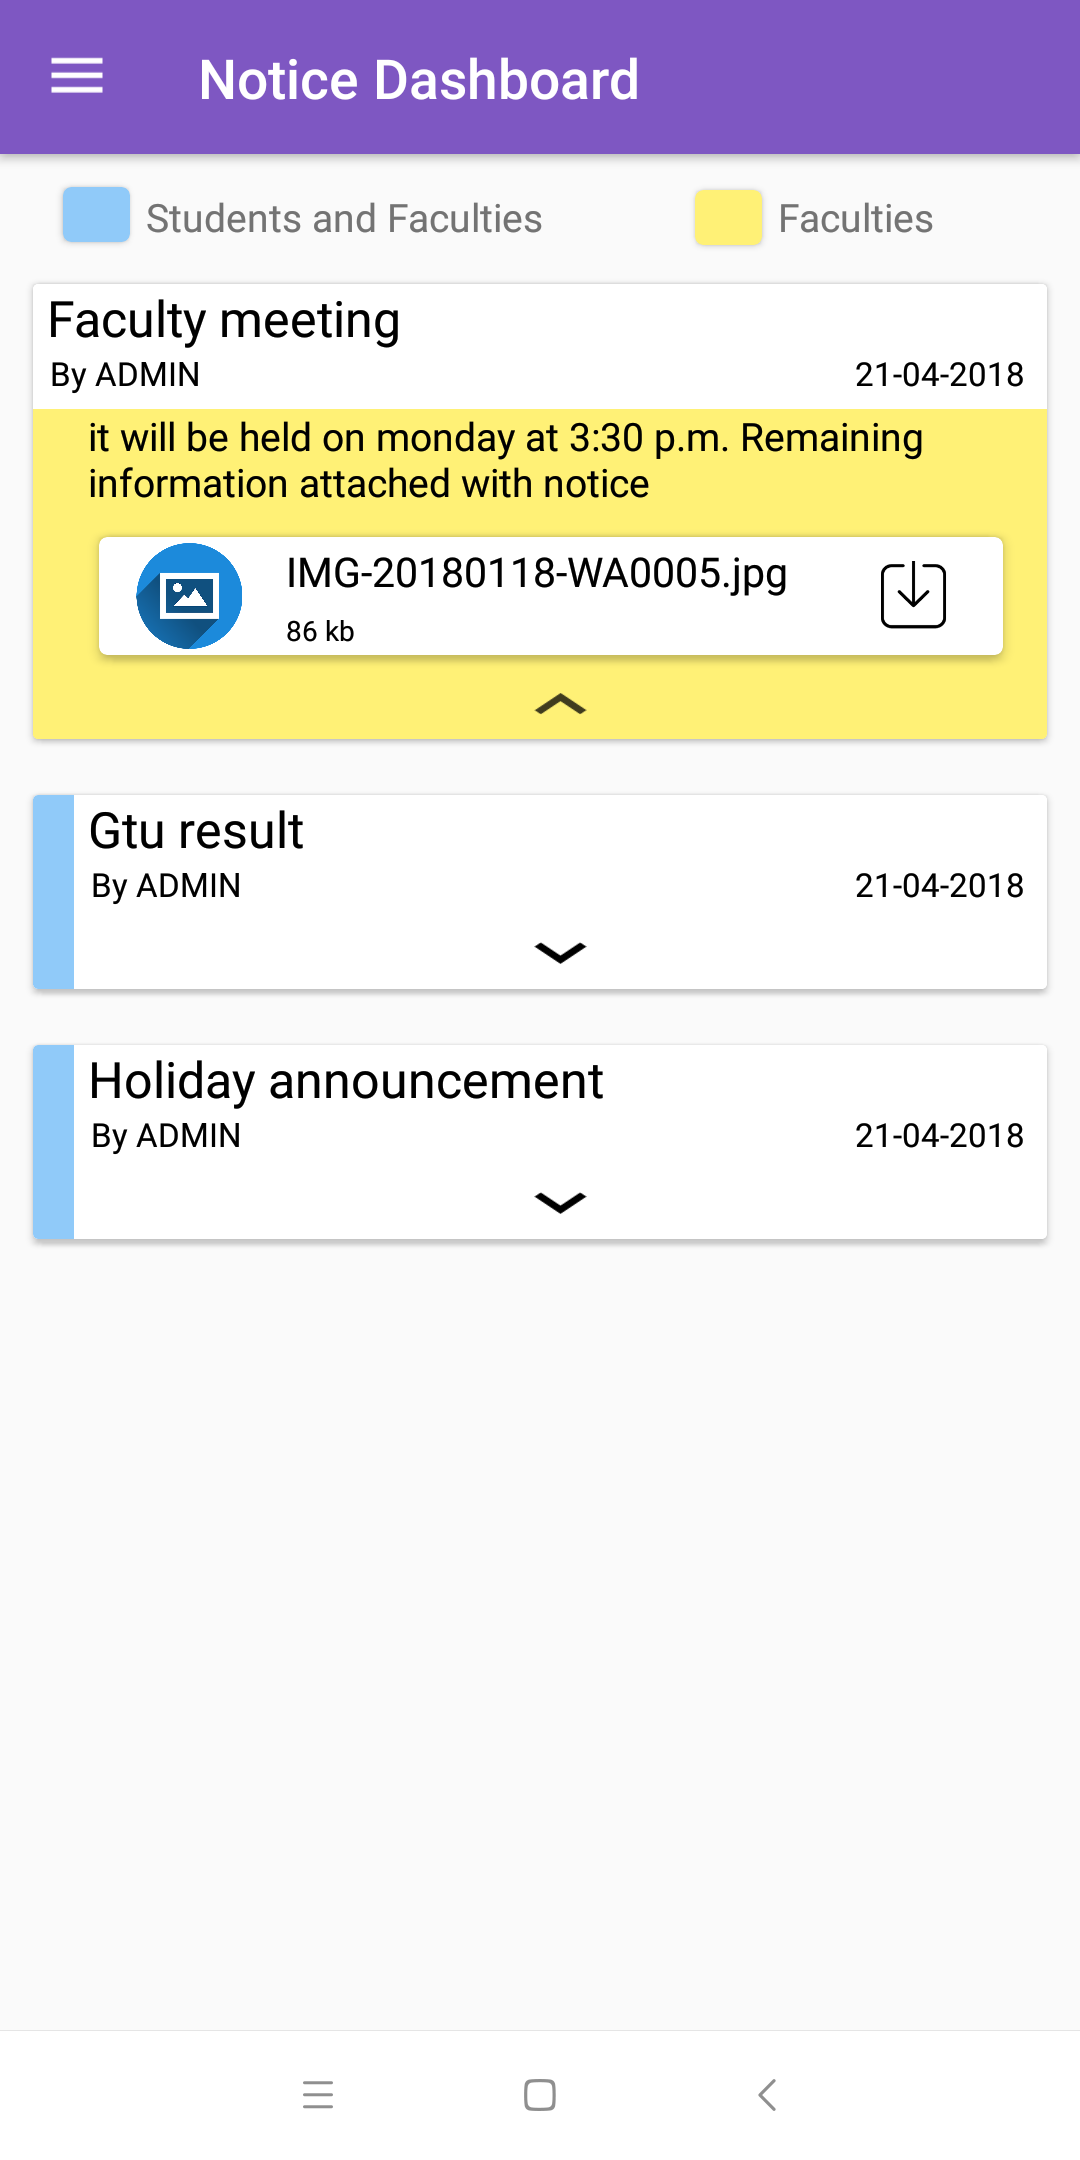 Notice Dashboard
Students and Faculties
Faculties
Faculty meeting
By ADMIN
21-04-2018
it will be held on monday at 3:30 p.m. Remaining
information attached with notice
IMG-20180118-WA0005.jpg
86 kb
Gtu result
By ADMIN
21-04-2018
Holiday announcement
By ADMIN
21-04-2018